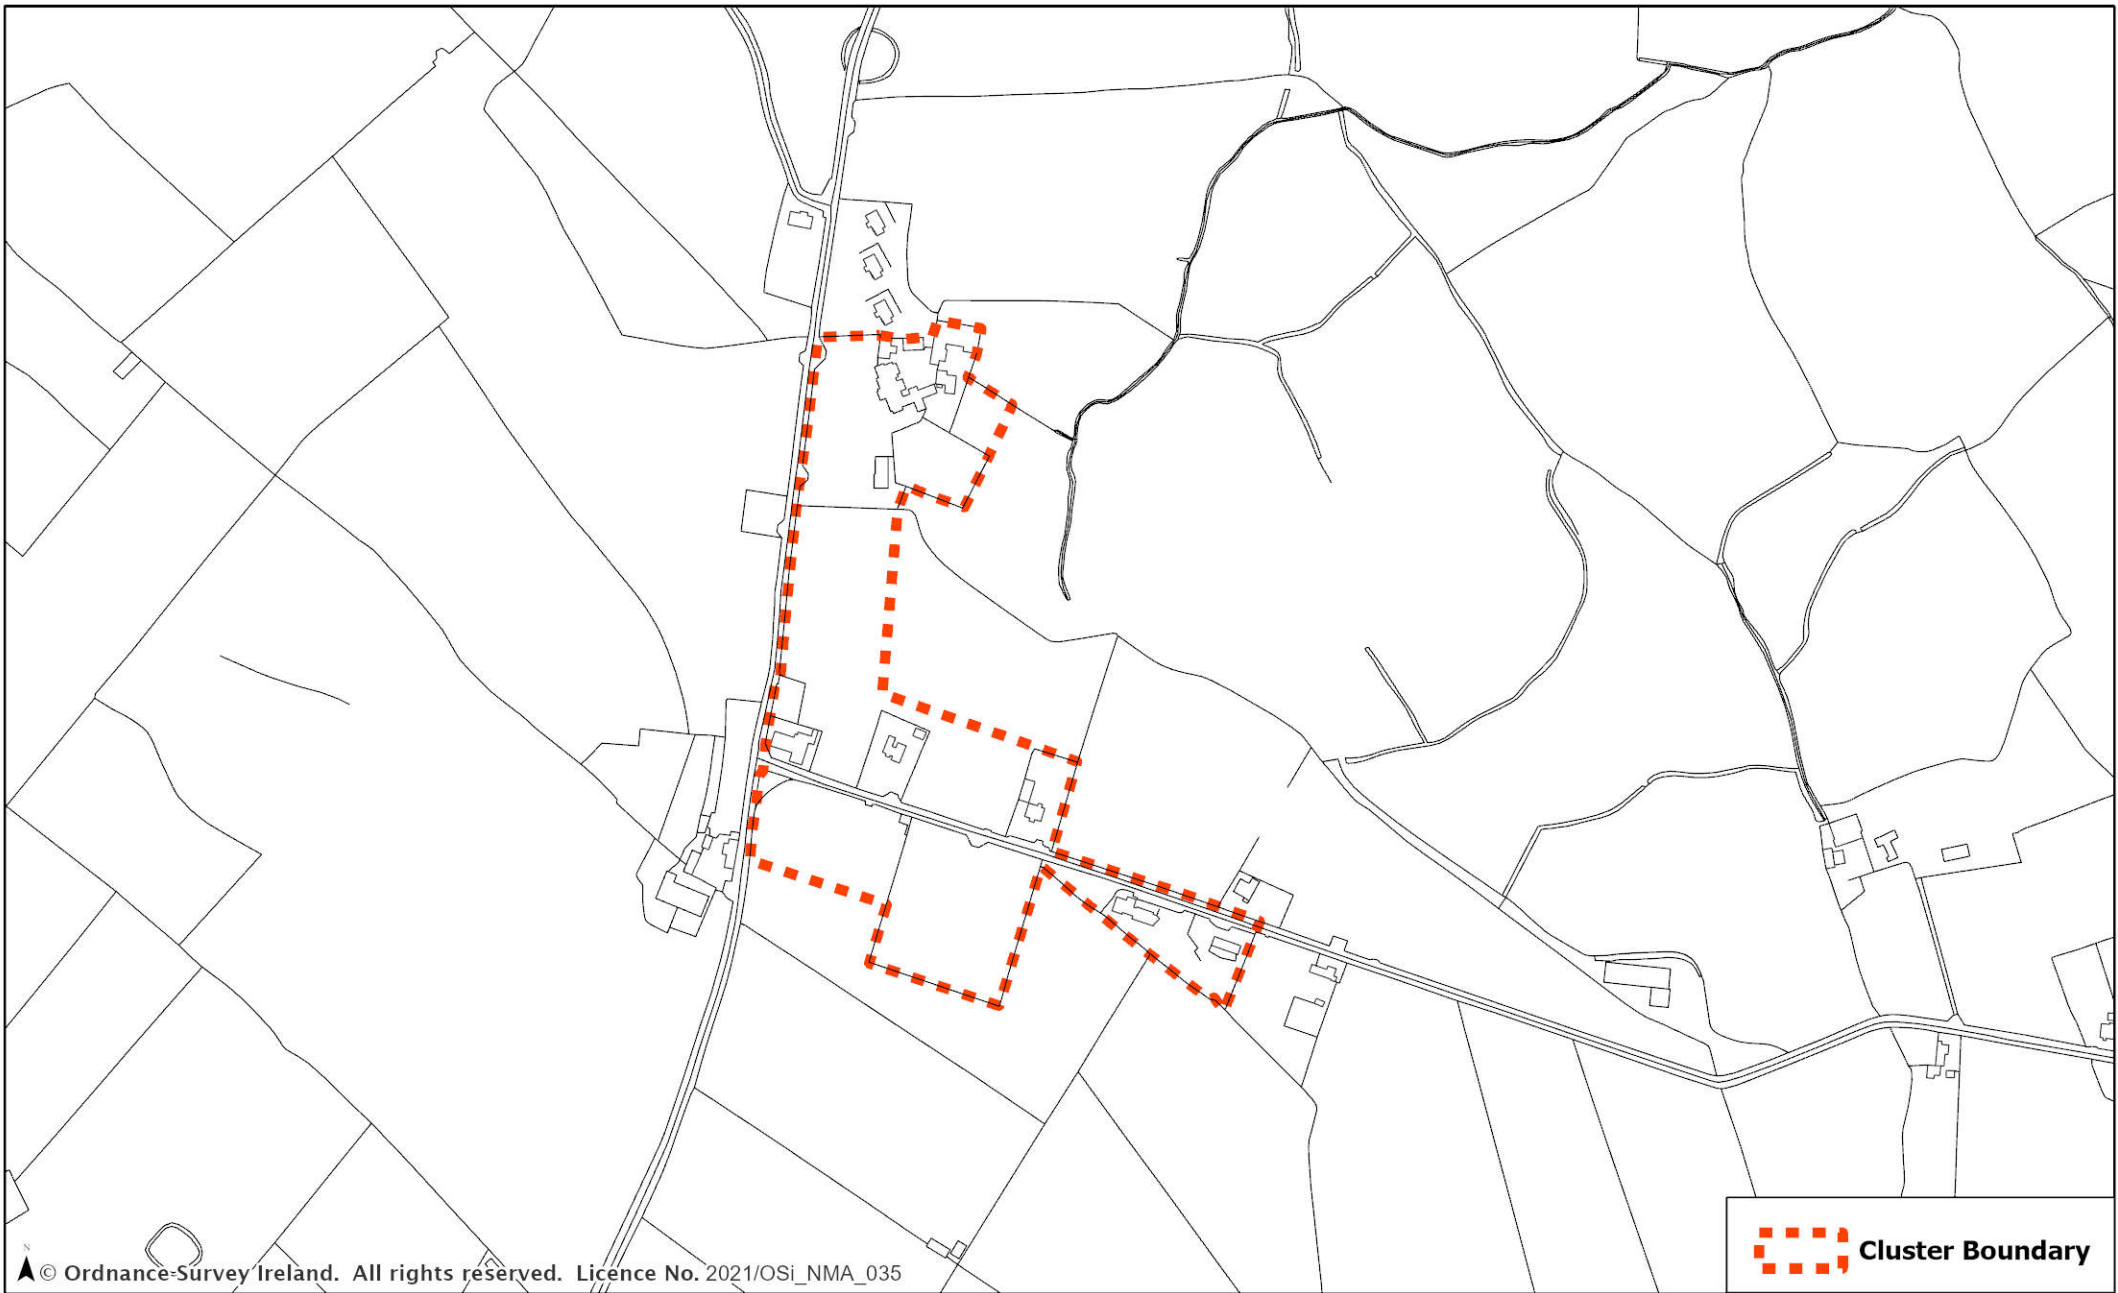 N
© Ordnance Survey Ireland. All rights reserved. Licence No. 2021/OSi_NMA_035
Cluster Boundary